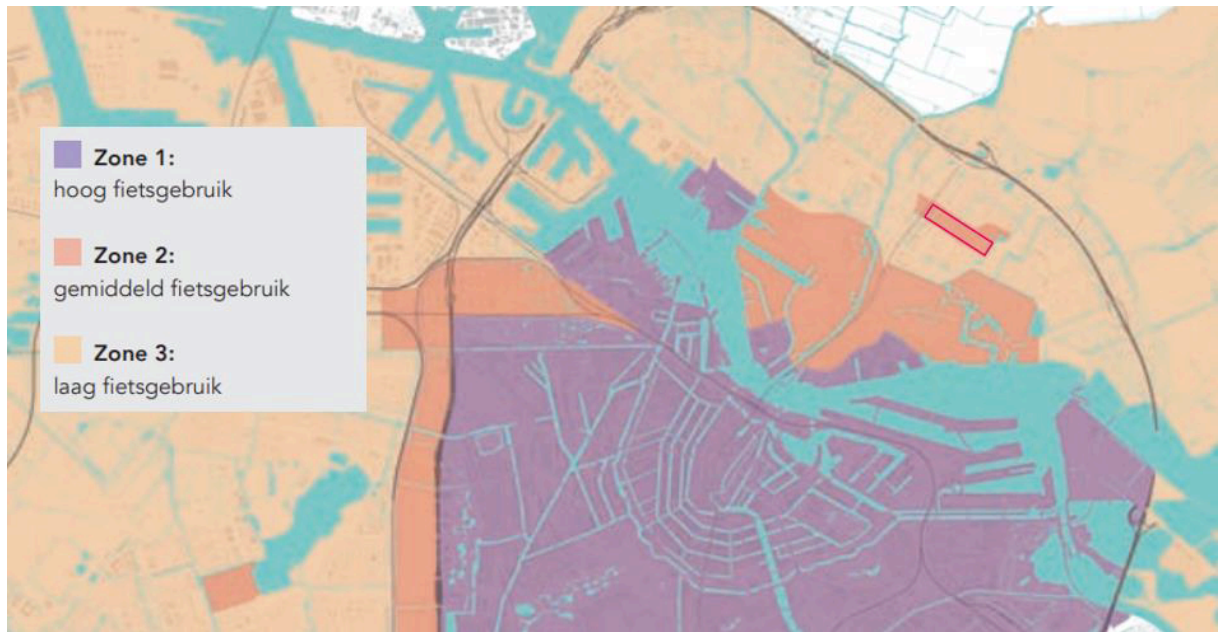 Zone 1:
hoog fietsgebruik
Zone 2:
gemiddeld fietsgebruik
Zone 3:
laag fietsgebruik